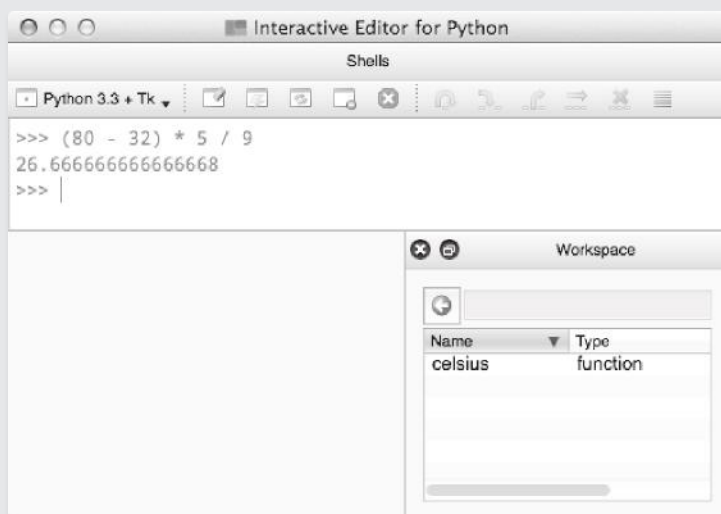 Interactive Editor for Python
Shells
Python 3.3 + Tk
>>> (80 - 32) * 5 / 9
26.666666666666668
>>>
Workspace
Name Type
celsius function